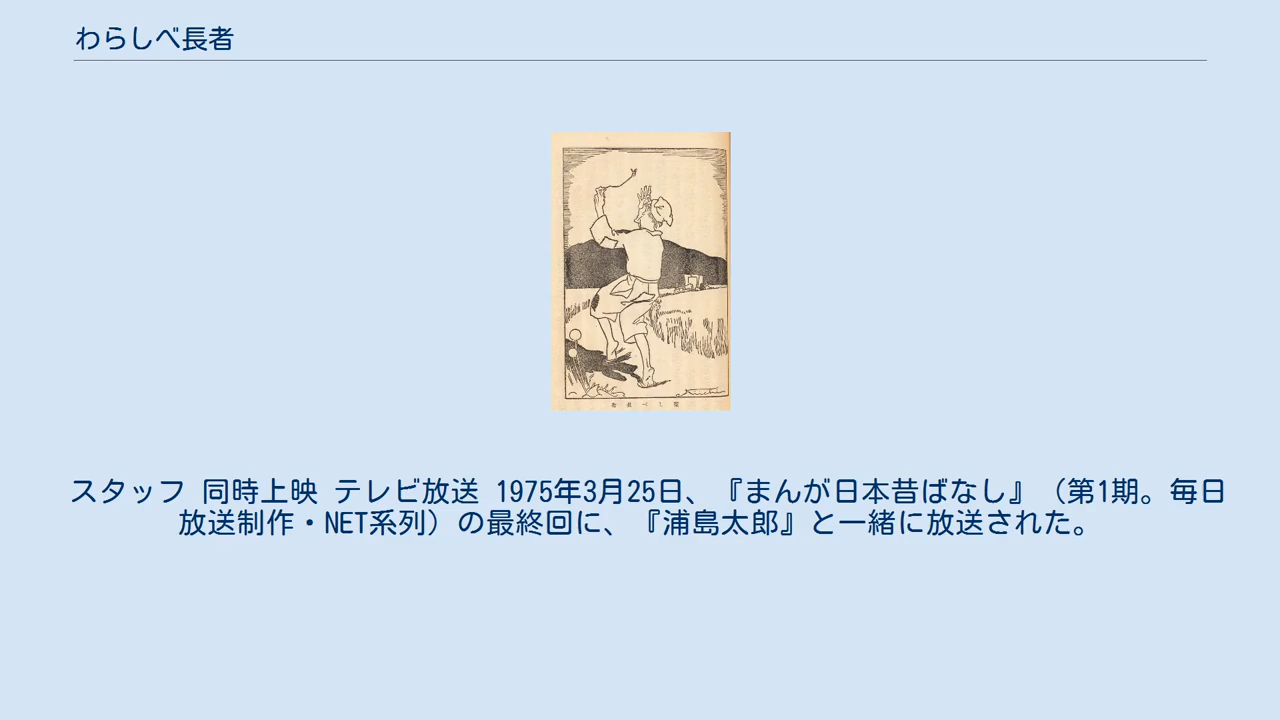 わらしべ長者
スタッフ 同時上映 テレビ放送 1975年3月25日、『まんが日本昔ばなし』（第1期。毎日
放送制作・NET系列）の最終回に、『浦島太郎』と一緒に放送された。